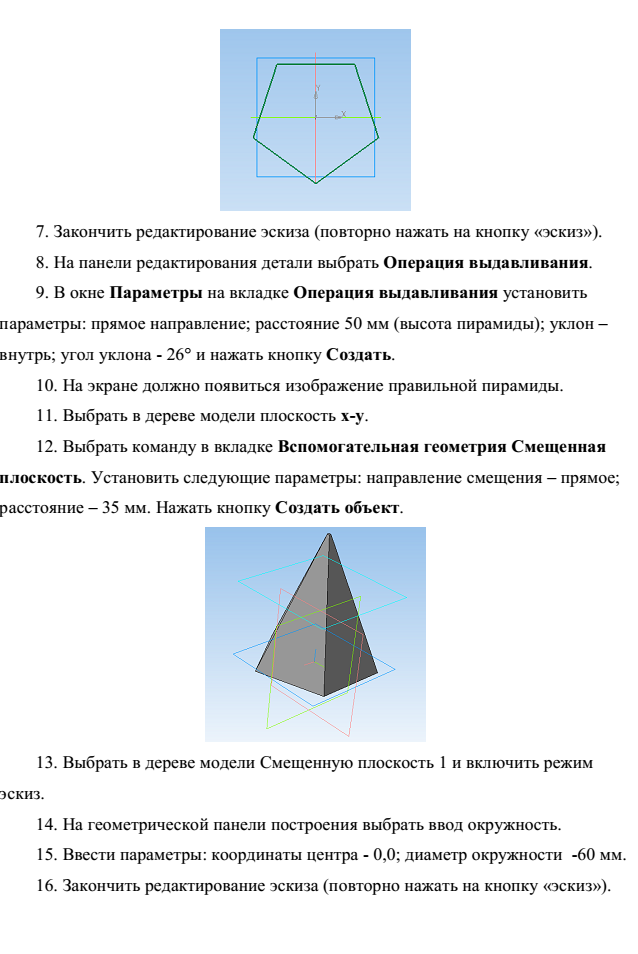 Y
X
7. Закончить редактирование эскиза (повторно нажать на кнопку «эскиз»).
8. На панели редактирования детали выбрать Операция выдавливания.
9. В окне Параметры на вкладке Операция выдавливания установить
параметры: прямое направление; расстояние 50 мм (высота пирамиды); уклон –
внутрь; угол уклона - 26° и нажать кнопку Создать.
10. На экране должно появиться изображение правильной пирамиды.
11. Выбрать в дереве модели плоскость х-у.
12. Выбрать команду в вкладке Вспомогательная геометрия Смещенная
плоскость. Установить следующие параметры: направление смещения – прямое;
расстояние – 35 мм. Нажать кнопку Создать объект.
13. Выбрать в дереве модели Смещенную плоскость 1 и включить режим
эскиз.
14. На геометрической панели построения выбрать ввод окружность.
15. Ввести параметры: координаты центра - 0,0; диаметр окружности -60 мм.
16. Закончить редактирование эскиза (повторно нажать на кнопку «эскиз»).